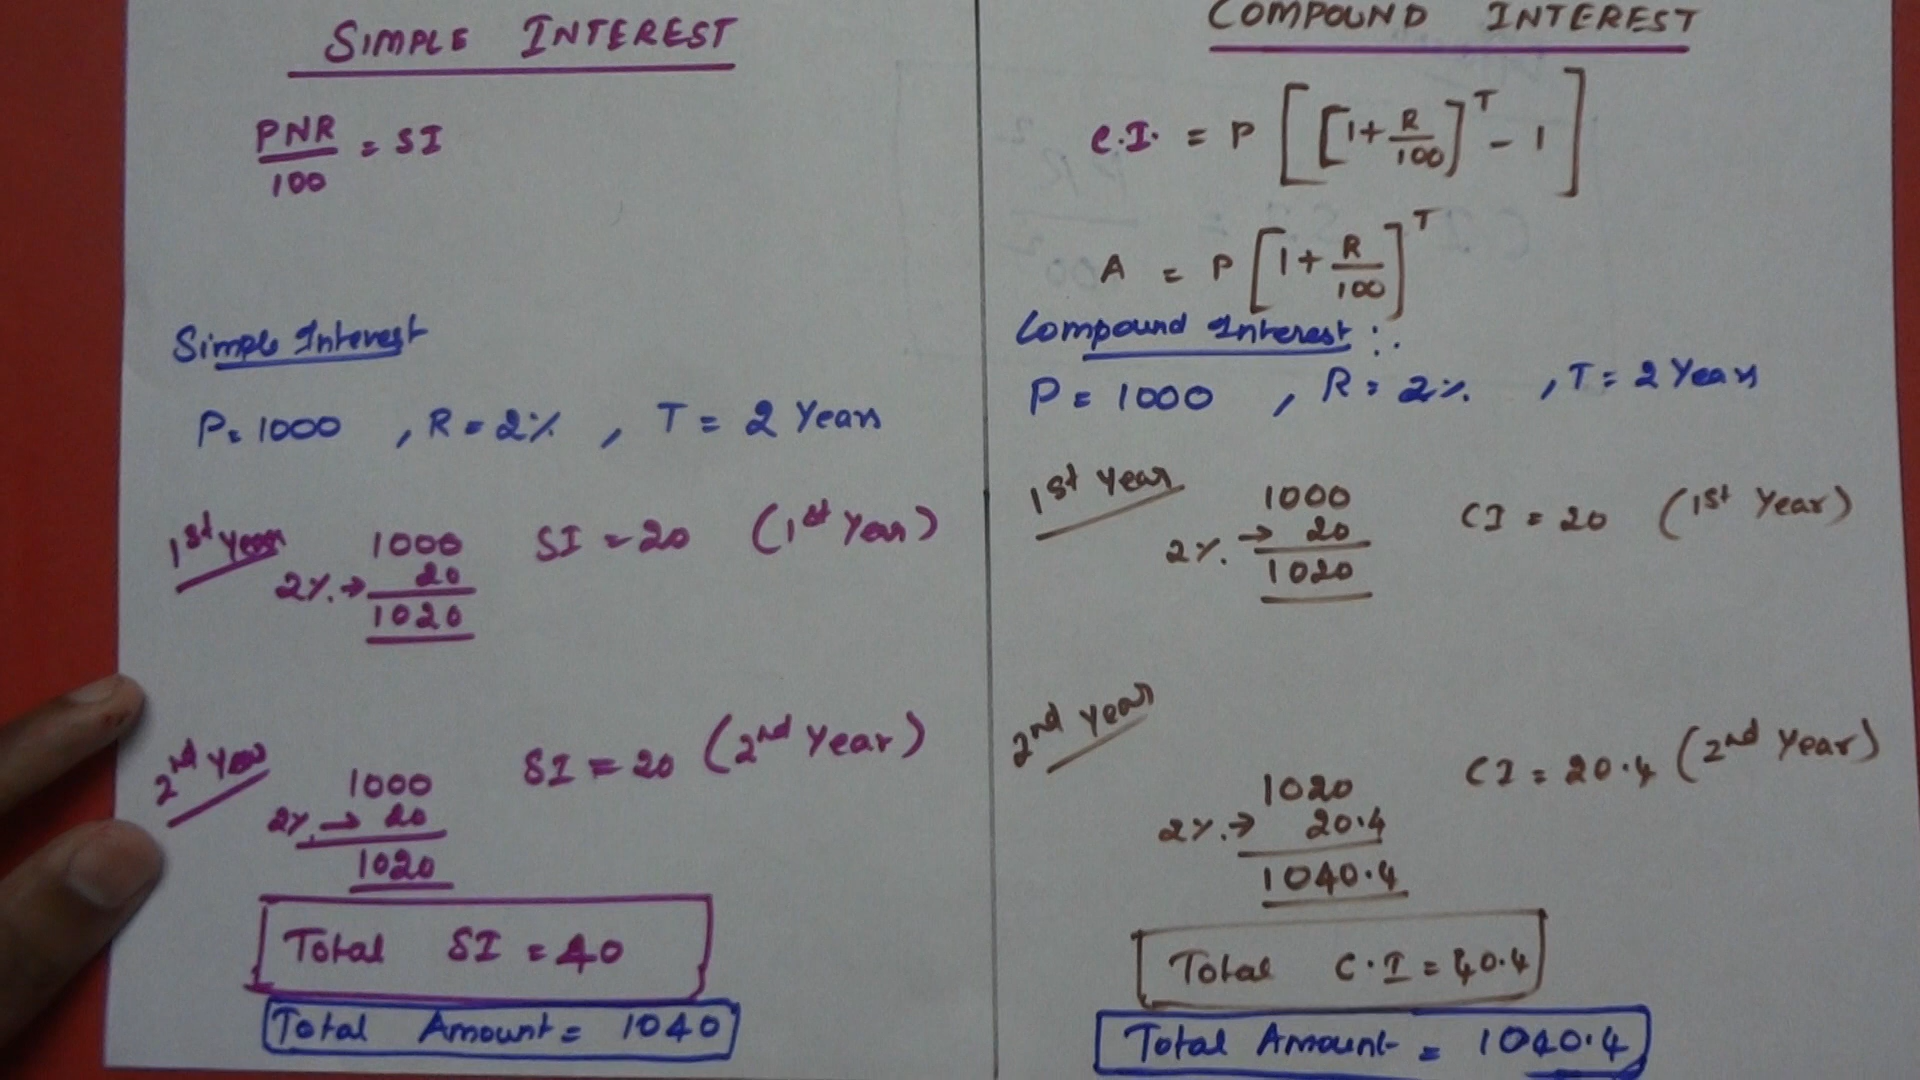 SIMPLE INTEREST
PNR/100 = SI
Simple Interest
P = 1000 , R = 2% , T = 2 Years
1st year
1000 SI = 20 (1st Year)
2% → 20
1020
2nd year
1000 SI = 20 (2nd Year)
2% → 20
1020
Total SI = 40
Total Amount = 1040
COMPOUND INTEREST
C.I. = P [ [1 + R/100]^T - 1 ]
A = P [1 + R/100]^T
Compound Interest :
P = 1000 , R = 2% , T = 2 Years
1st year
1000 CI = 20 (1st Year)
2% → 20
1020
2nd year
1020 CI = 20.4 (2nd Year)
2% → 20.4
1040.4
Total C.I = 40.4
Total Amount = 1040.4